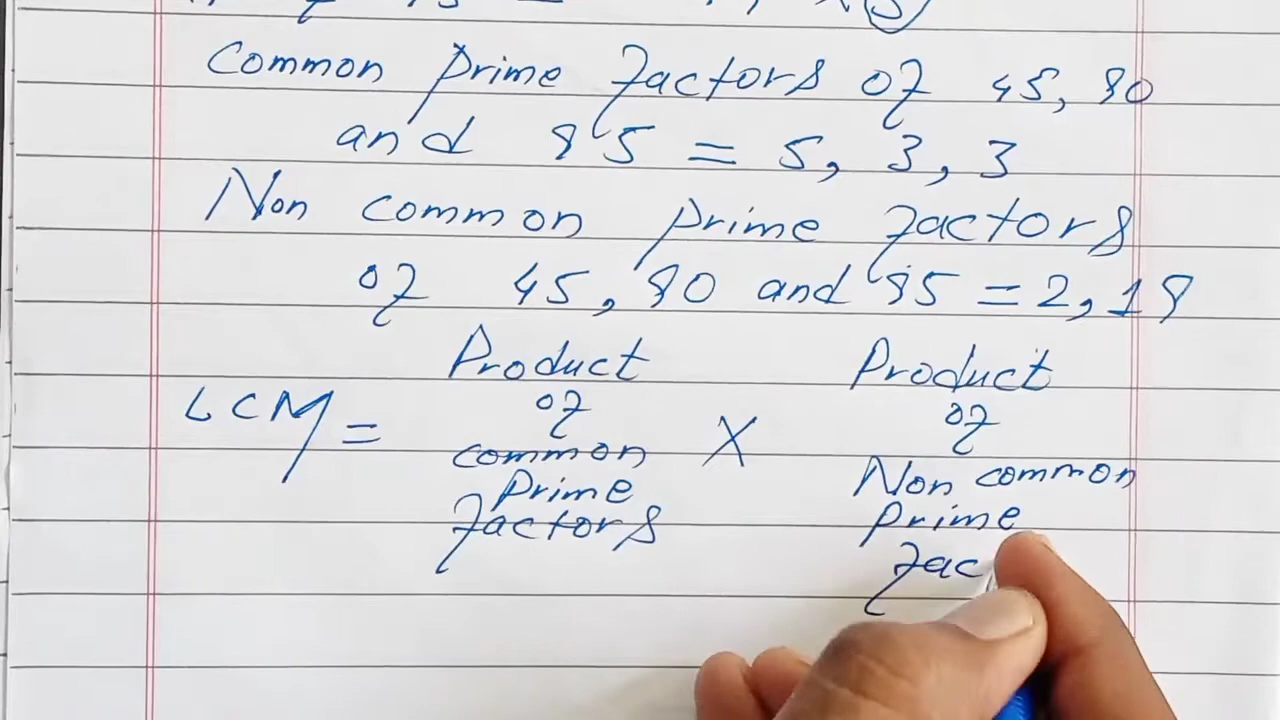 Common prime factors of 45, 90
and 95 = 5, 3, 3
Non common prime factors
of 45, 90 and 95 = 2, 19
LCM =
Product
of
common
Prime
factors
X
Product
of
Non common
prime
fac